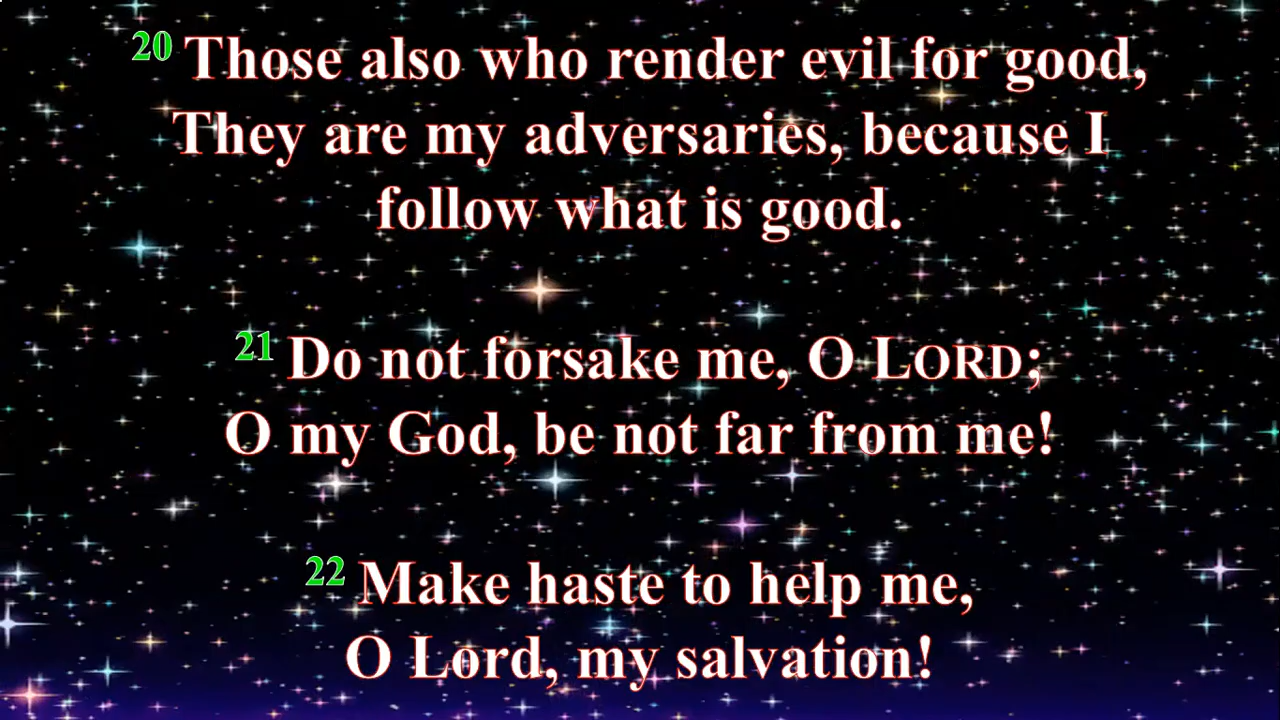 20 Those also who render evil for good,
They are my adversaries, because I
follow what is good.
21 Do not forsake me, O LORD;
O my God, be not far from me!
22 Make haste to help me,
O Lord, my salvation!